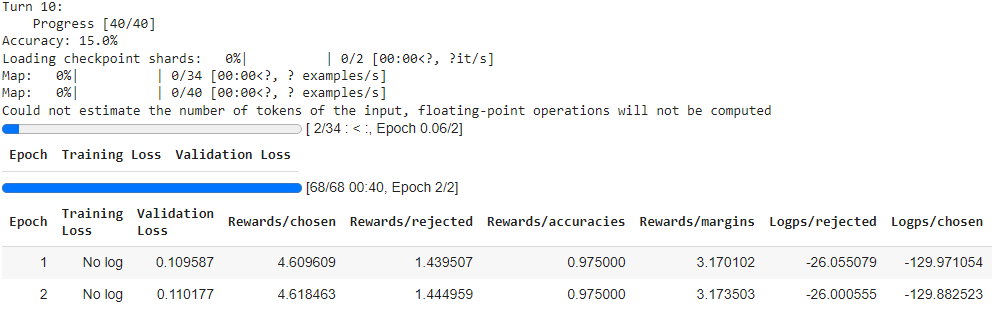 Turn 10:
Progress [40/40]
Accuracy: 15.0%
Loading checkpoint shards:   0%|          | 0/2 [00:00<?, ?it/s]
Map:   0%|          | 0/34 [00:00<?, ? examples/s]
Map:   0%|          | 0/40 [00:00<?, ? examples/s]
Could not estimate the number of tokens of the input, floating-point operations will not be computed
[ 2/34 : < :, Epoch 0.06/2]
Epoch Training Loss Validation Loss
[68/68 00:40, Epoch 2/2]
Epoch Training Loss Validation Loss Rewards/chosen Rewards/rejected Rewards/accuracies Rewards/margins Logps/rejected Logps/chosen
1 No log 0.109587 4.609609 1.439507 0.975000 3.170102 -26.055079 -129.971054
2 No log 0.110177 4.618463 1.444959 0.975000 3.173503 -26.000555 -129.882523